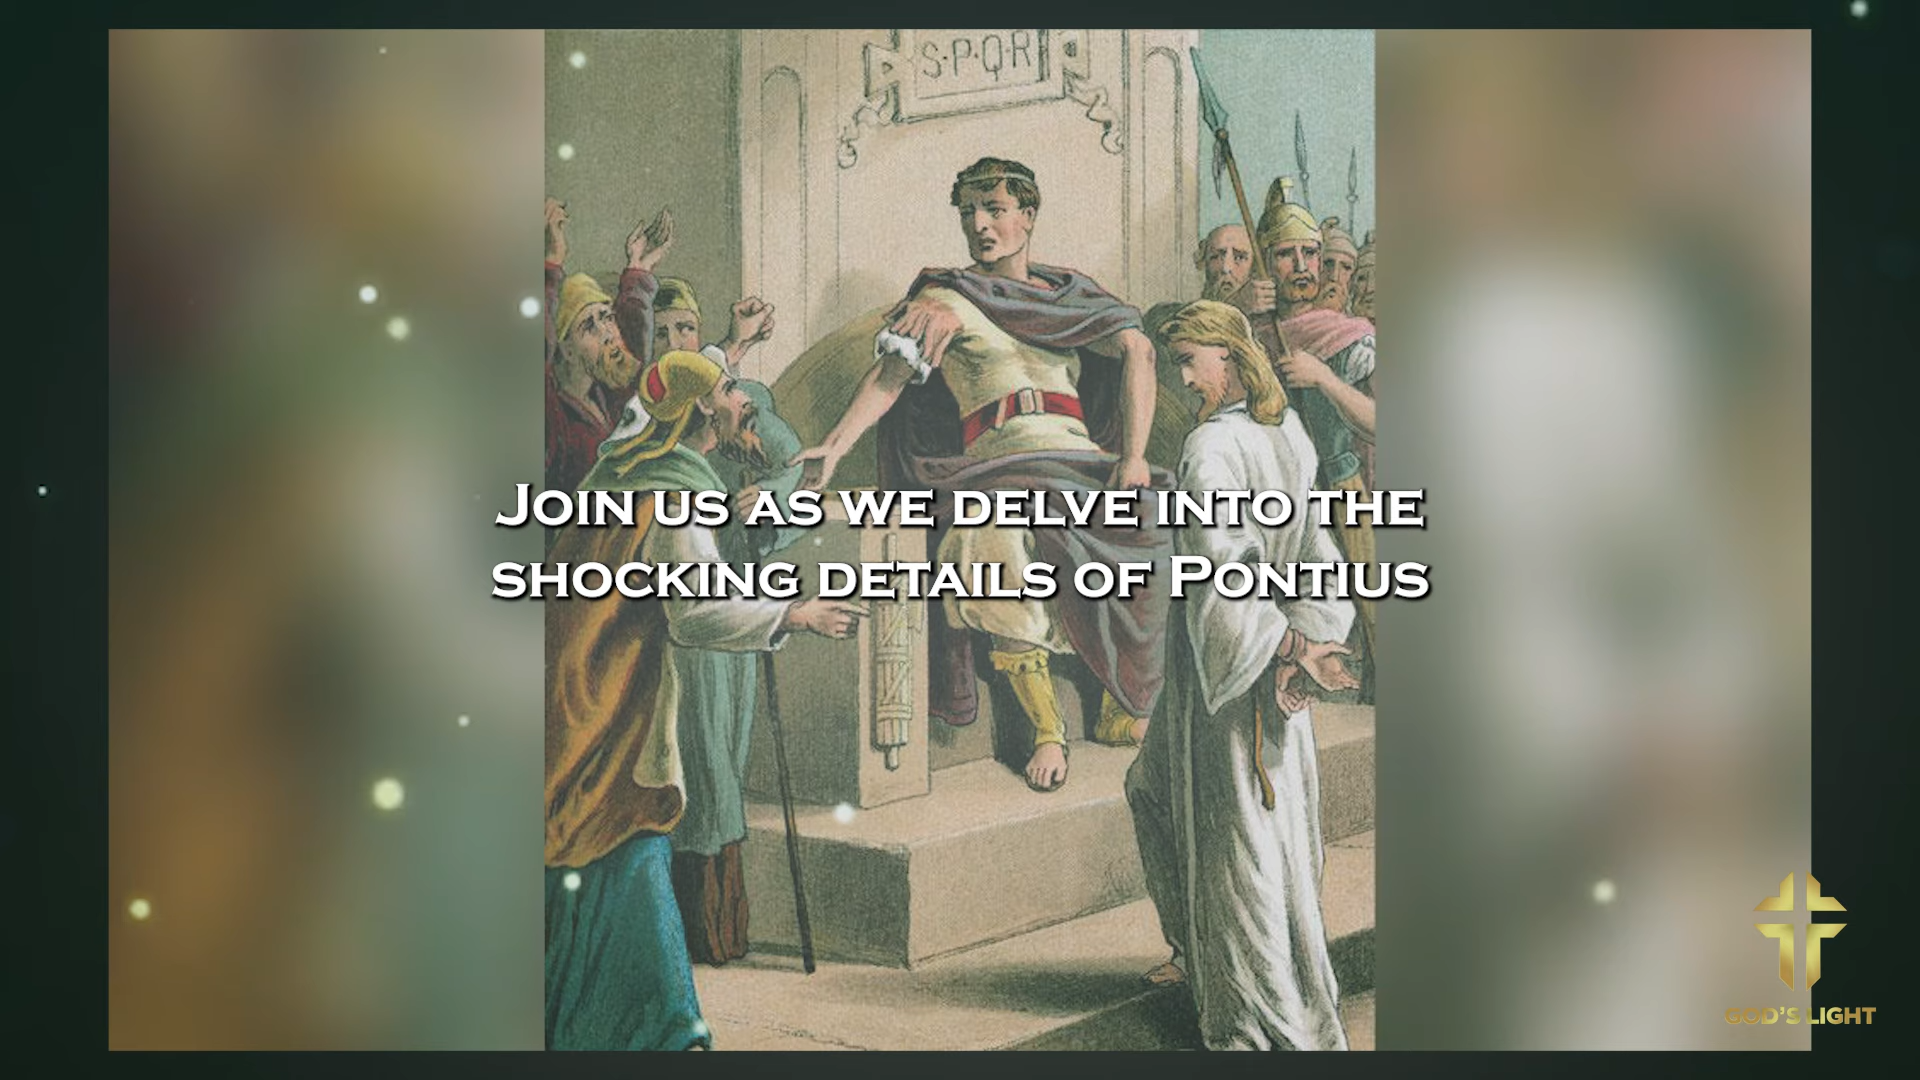 S·P·Q·R
Join us as we delve into the
shocking details of Pontius
GOD'S LIGHT